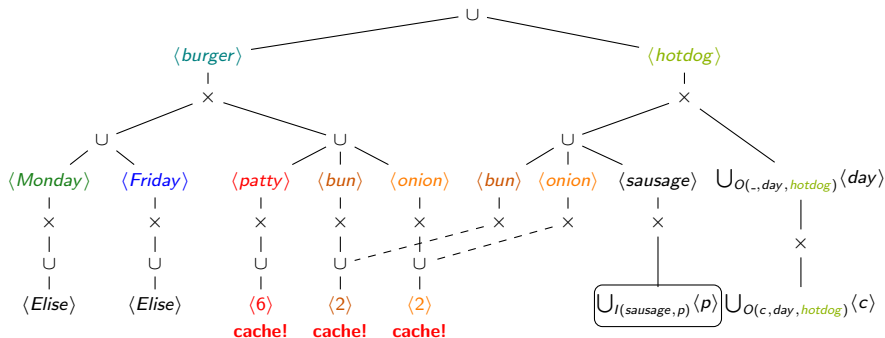 ∪
⟨burger⟩ ⟨hotdog⟩
× ×
∪ ∪ ∪
⟨Monday⟩ ⟨Friday⟩ ⟨patty⟩ ⟨bun⟩ ⟨onion⟩ ⟨bun⟩ ⟨onion⟩ ⟨sausage⟩ ⋃O(_,day,hotdog)⟨day⟩
× × × × × × × × ×
∪ ∪ ∪ ∪ ∪
⟨Elise⟩ ⟨Elise⟩ ⟨6⟩ ⟨2⟩ ⟨2⟩ ⋃I(sausage,p)⟨p⟩ ⋃O(c,day,hotdog)⟨c⟩
cache! cache! cache!